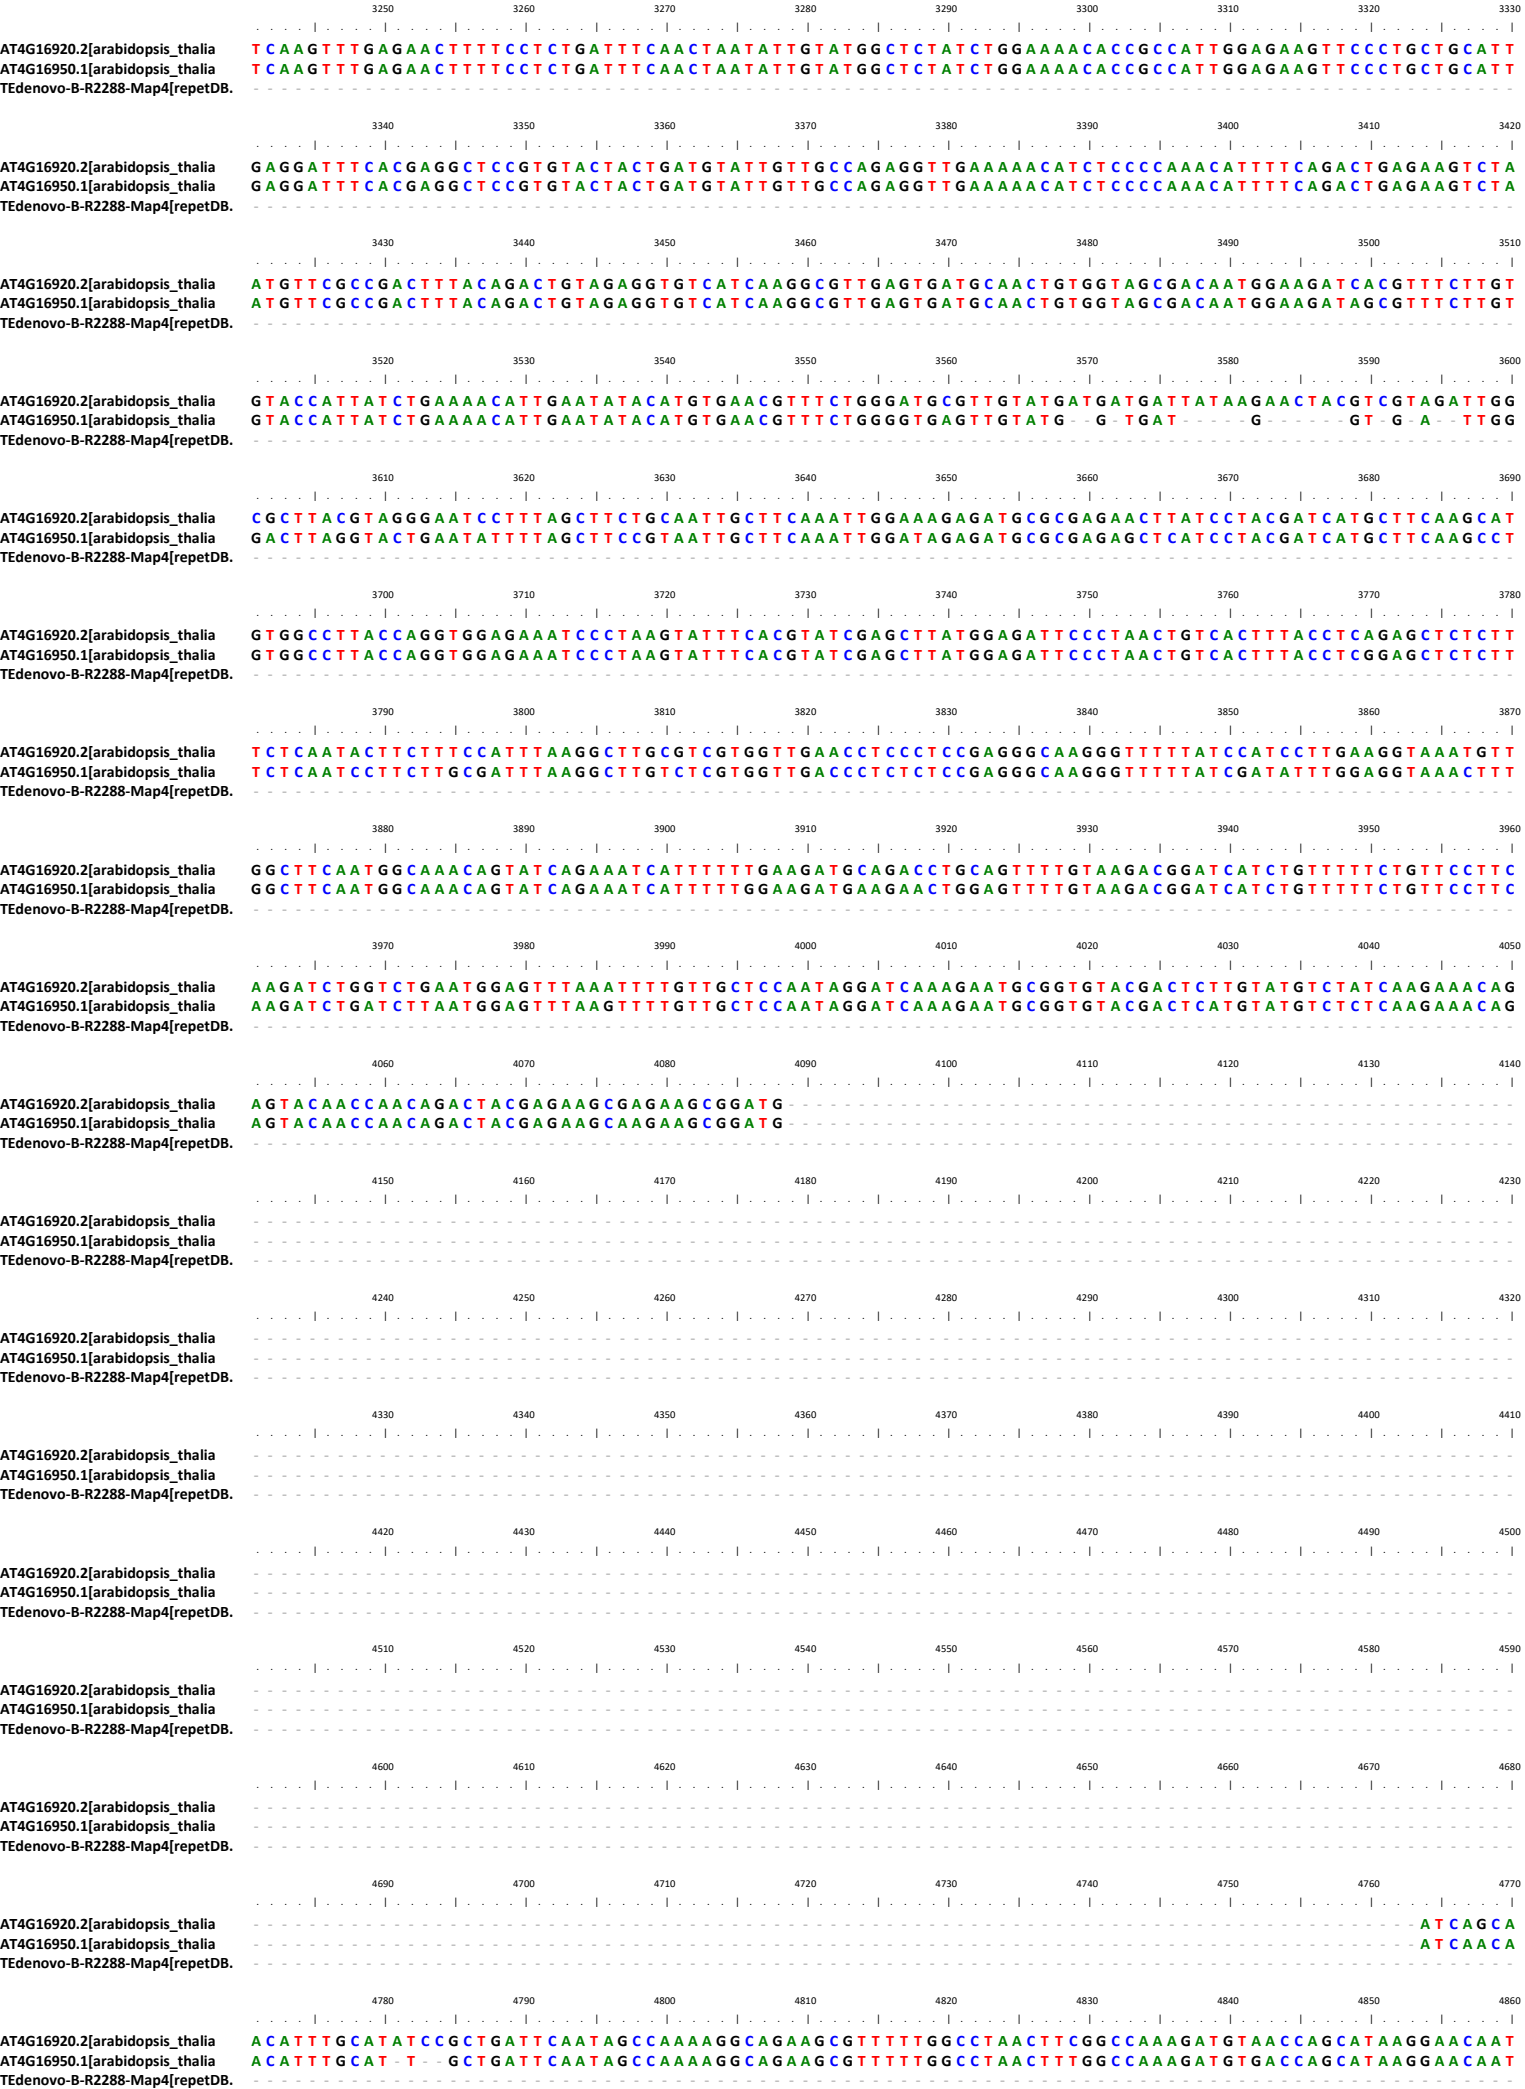 3250 3260 3270 3280 3290 3300 3310 3320 3330
....|....|....|....|....|....|....|....|....|....|....|....|....|....|....|....|....|....|
AT4G16920.2[arabidopsis_thalia TCAAGTTTGAGAACTTTTCCTCTGATTTCAACTAATATTGTATGGCTCTATCTGGAAAACACCGCCATTGGAGAAGTTCCCTGCTGCATT
AT4G16950.1[arabidopsis_thalia TCAAGTTTGAGAACTTTTCCTCTGATTTCAACTAATATTGTATGGCTCTATCTGGAAAACACCGCCATTGGAGAAGTTCCCTGCTGCATT
TEdenovo-B-R2288-Map4[repetDB. ------------------------------------------------------------------------------------------
3340 3350 3360 3370 3380 3390 3400 3410 3420
....|....|....|....|....|....|....|....|....|....|....|....|....|....|....|....|....|....|
AT4G16920.2[arabidopsis_thalia GAGGATTTCACGAGGCTCCGTGTACTACTGATGTATTGTTGCCAGAGGTTGAAAAACATCTCCCCAAACATTTTCAGACTGAGAAGTCTA
AT4G16950.1[arabidopsis_thalia GAGGATTTCACGAGGCTCCGTGTACTACTGATGTATTGTTGCCAGAGGTTGAAAAACATCTCCCCAAACATTTTCAGACTGAGAAGTCTA
TEdenovo-B-R2288-Map4[repetDB. ------------------------------------------------------------------------------------------
3430 3440 3450 3460 3470 3480 3490 3500 3510
....|....|....|....|....|....|....|....|....|....|....|....|....|....|....|....|....|....|
AT4G16920.2[arabidopsis_thalia ATGTTCGCCGACTTTACAGACTGTAGAGGTGTCATCAAGGCGTTGAGTGATGCAACTGTGGTAGCGACAATGGAAGATCACGTTTCTTGT
AT4G16950.1[arabidopsis_thalia ATGTTCGCCGACTTTACAGACTGTAGAGGTGTCATCAAGGCGTTGAGTGATGCAACTGTGGTAGCGACAATGGAAGATAGCGTTTCTTGT
TEdenovo-B-R2288-Map4[repetDB. ------------------------------------------------------------------------------------------
3520 3530 3540 3550 3560 3570 3580 3590 3600
....|....|....|....|....|....|....|....|....|....|....|....|....|....|....|....|....|....|
AT4G16920.2[arabidopsis_thalia GTACCATTATCTGAAAACATTGAATATACATGTGAACGTTTCTGGGATGCGTTGTATGATGATGATTATAAGAACTACGTCGTAGATTGG
AT4G16950.1[arabidopsis_thalia GTACCATTATCTGAAAACATTGAATATACATGTGAACGTTTCTGGGGTGAGTTGTATG--G-TGAT-----G------GT-G-A--TTGG
TEdenovo-B-R2288-Map4[repetDB. ------------------------------------------------------------------------------------------
3610 3620 3630 3640 3650 3660 3670 3680 3690
....|....|....|....|....|....|....|....|....|....|....|....|....|....|....|....|....|....|
AT4G16920.2[arabidopsis_thalia CGCTTACGTAGGGAATCCTTTAGCTTCTGCAATTGCTTCAAATTGGAAAGAGATGCGCGAGAACTTATCCTACGATCATGCTTCAAGCAT
AT4G16950.1[arabidopsis_thalia GACTTAGGTACTGAATATTTTAGCTTCCGTAATTGCTTCAAATTGGATAGAGATGCGCGAGAGCTCATCCTACGATCATGCTTCAAGCCT
TEdenovo-B-R2288-Map4[repetDB. ------------------------------------------------------------------------------------------
3700 3710 3720 3730 3740 3750 3760 3770 3780
....|....|....|....|....|....|....|....|....|....|....|....|....|....|....|....|....|....|
AT4G16920.2[arabidopsis_thalia GTGGCCTTACCAGGTGGAGAAATCCCTAAGTATTTCACGTATCGAGCTTATGGAGATTCCCTAACTGTCACTTTACCTCAGAGCTCTCTT
AT4G16950.1[arabidopsis_thalia GTGGCCTTACCAGGTGGAGAAATCCCTAAGTATTTCACGTATCGAGCTTATGGAGATTCCCTAACTGTCACTTTACCTCGGAGCTCTCTT
TEdenovo-B-R2288-Map4[repetDB. ------------------------------------------------------------------------------------------
3790 3800 3810 3820 3830 3840 3850 3860 3870
....|....|....|....|....|....|....|....|....|....|....|....|....|....|....|....|....|....|
AT4G16920.2[arabidopsis_thalia TCTCAATACTTCTTTCCATTTAAGGCTTGCGTCGTGGTTGAACCTCCCTCCGAGGGCAAGGGTTTTTATCCATCCTTGAAGGTAAATGTT
AT4G16950.1[arabidopsis_thalia TCTCAATCCTTCTTGCGATTTAAGGCTTGTCTCGTGGTTGACCCTCTCTCCGAGGGCAAGGGTTTTTATCGATATTTGGAGGTAAACTTT
TEdenovo-B-R2288-Map4[repetDB. ------------------------------------------------------------------------------------------
3880 3890 3900 3910 3920 3930 3940 3950 3960
....|....|....|....|....|....|....|....|....|....|....|....|....|....|....|....|....|....|
AT4G16920.2[arabidopsis_thalia GGCTTCAATGGCAAACAGTATCAGAAATCATTTTTTGAAGATGCAGACCTGCAGTTTTGTAAGACGGATCATCTGTTTTTCTGTTCCTTC
AT4G16950.1[arabidopsis_thalia GGCTTCAATGGCAAACAGTATCAGAAATCATTTTTGGAAGATGAAGAACTGGAGTTTTGTAAGACGGATCATCTGTTTTTCTGTTCCTTC
TEdenovo-B-R2288-Map4[repetDB. ------------------------------------------------------------------------------------------
3970 3980 3990 4000 4010 4020 4030 4040 4050
....|....|....|....|....|....|....|....|....|....|....|....|....|....|....|....|....|....|
AT4G16920.2[arabidopsis_thalia AAGATCTGGTCTGAATGGAGTTTAAATTTTGTTGCTCCAATAGGATCAAAGAATGCGGTGTACGACTCTTGTATGTCTATCAAGAAACAG
AT4G16950.1[arabidopsis_thalia AAGATCTGATCTTAATGGAGTTTAAGTTTTGTTGCTCCAATAGGATCAAAGAATGCGGTGTACGACTCATGTATGTCTCTCAAGAAACAG
TEdenovo-B-R2288-Map4[repetDB. ------------------------------------------------------------------------------------------
4060 4070 4080 4090 4100 4110 4120 4130 4140
....|....|....|....|....|....|....|....|....|....|....|....|....|....|....|....|....|....|
AT4G16920.2[arabidopsis_thalia AGTACAACCAACAGACTACGAGAAGCGAGAAGCGGATG----------------------------------------------------
AT4G16950.1[arabidopsis_thalia AGTACAACCAACAGACTACGAGAAGCAAGAAGCGGATG----------------------------------------------------
TEdenovo-B-R2288-Map4[repetDB. ------------------------------------------------------------------------------------------
4150 4160 4170 4180 4190 4200 4210 4220 4230
....|....|....|....|....|....|....|....|....|....|....|....|....|....|....|....|....|....|
AT4G16920.2[arabidopsis_thalia ------------------------------------------------------------------------------------------
AT4G16950.1[arabidopsis_thalia ------------------------------------------------------------------------------------------
TEdenovo-B-R2288-Map4[repetDB. ------------------------------------------------------------------------------------------
4240 4250 4260 4270 4280 4290 4300 4310 4320
....|....|....|....|....|....|....|....|....|....|....|....|....|....|....|....|....|....|
AT4G16920.2[arabidopsis_thalia ------------------------------------------------------------------------------------------
AT4G16950.1[arabidopsis_thalia ------------------------------------------------------------------------------------------
TEdenovo-B-R2288-Map4[repetDB. ------------------------------------------------------------------------------------------
4330 4340 4350 4360 4370 4380 4390 4400 4410
....|....|....|....|....|....|....|....|....|....|....|....|....|....|....|....|....|....|
AT4G16920.2[arabidopsis_thalia ------------------------------------------------------------------------------------------
AT4G16950.1[arabidopsis_thalia ------------------------------------------------------------------------------------------
TEdenovo-B-R2288-Map4[repetDB. ------------------------------------------------------------------------------------------
4420 4430 4440 4450 4460 4470 4480 4490 4500
....|....|....|....|....|....|....|....|....|....|....|....|....|....|....|....|....|....|
AT4G16920.2[arabidopsis_thalia ------------------------------------------------------------------------------------------
AT4G16950.1[arabidopsis_thalia ------------------------------------------------------------------------------------------
TEdenovo-B-R2288-Map4[repetDB. ------------------------------------------------------------------------------------------
4510 4520 4530 4540 4550 4560 4570 4580 4590
....|....|....|....|....|....|....|....|....|....|....|....|....|....|....|....|....|....|
AT4G16920.2[arabidopsis_thalia ------------------------------------------------------------------------------------------
AT4G16950.1[arabidopsis_thalia ------------------------------------------------------------------------------------------
TEdenovo-B-R2288-Map4[repetDB. ------------------------------------------------------------------------------------------
4600 4610 4620 4630 4640 4650 4660 4670 4680
....|....|....|....|....|....|....|....|....|....|....|....|....|....|....|....|....|....|
AT4G16920.2[arabidopsis_thalia ------------------------------------------------------------------------------------------
AT4G16950.1[arabidopsis_thalia ------------------------------------------------------------------------------------------
TEdenovo-B-R2288-Map4[repetDB. ------------------------------------------------------------------------------------------
4690 4700 4710 4720 4730 4740 4750 4760 4770
....|....|....|....|....|....|....|....|....|....|....|....|....|....|....|....|....|....|
AT4G16920.2[arabidopsis_thalia -----------------------------------------------------------------------------------ATCAGCA
AT4G16950.1[arabidopsis_thalia -----------------------------------------------------------------------------------ATCAACA
TEdenovo-B-R2288-Map4[repetDB. ------------------------------------------------------------------------------------------
4780 4790 4800 4810 4820 4830 4840 4850 4860
....|....|....|....|....|....|....|....|....|....|....|....|....|....|....|....|....|....|
AT4G16920.2[arabidopsis_thalia ACATTTGCATATCCGCTGATTCAATAGCCAAAAGGCAGAAGCGTTTTTGGCCTAACTTCGGCCAAAGATGTAACCAGCATAAGGAACAAT
AT4G16950.1[arabidopsis_thalia ACATTTGCAT-T--GCTGATTCAATAGCCAAAAGGCAGAAGCGTTTTTGGCCTAACTTTGGCCAAAGATGTGACCAGCATAAGGAACAAT
TEdenovo-B-R2288-Map4[repetDB. ------------------------------------------------------------------------------------------